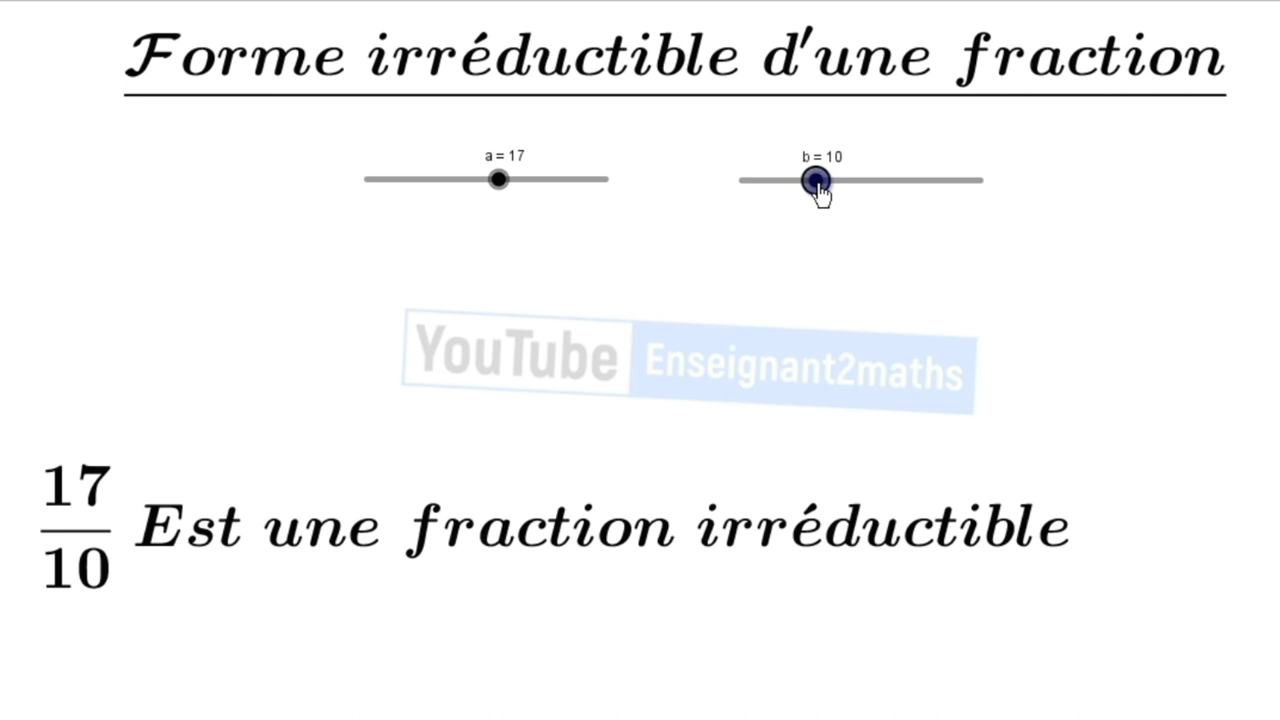 Forme irréductible d'une fraction
a = 17
b = 10
YouTube Enseignant2maths
17
10
Est une fraction irréductible